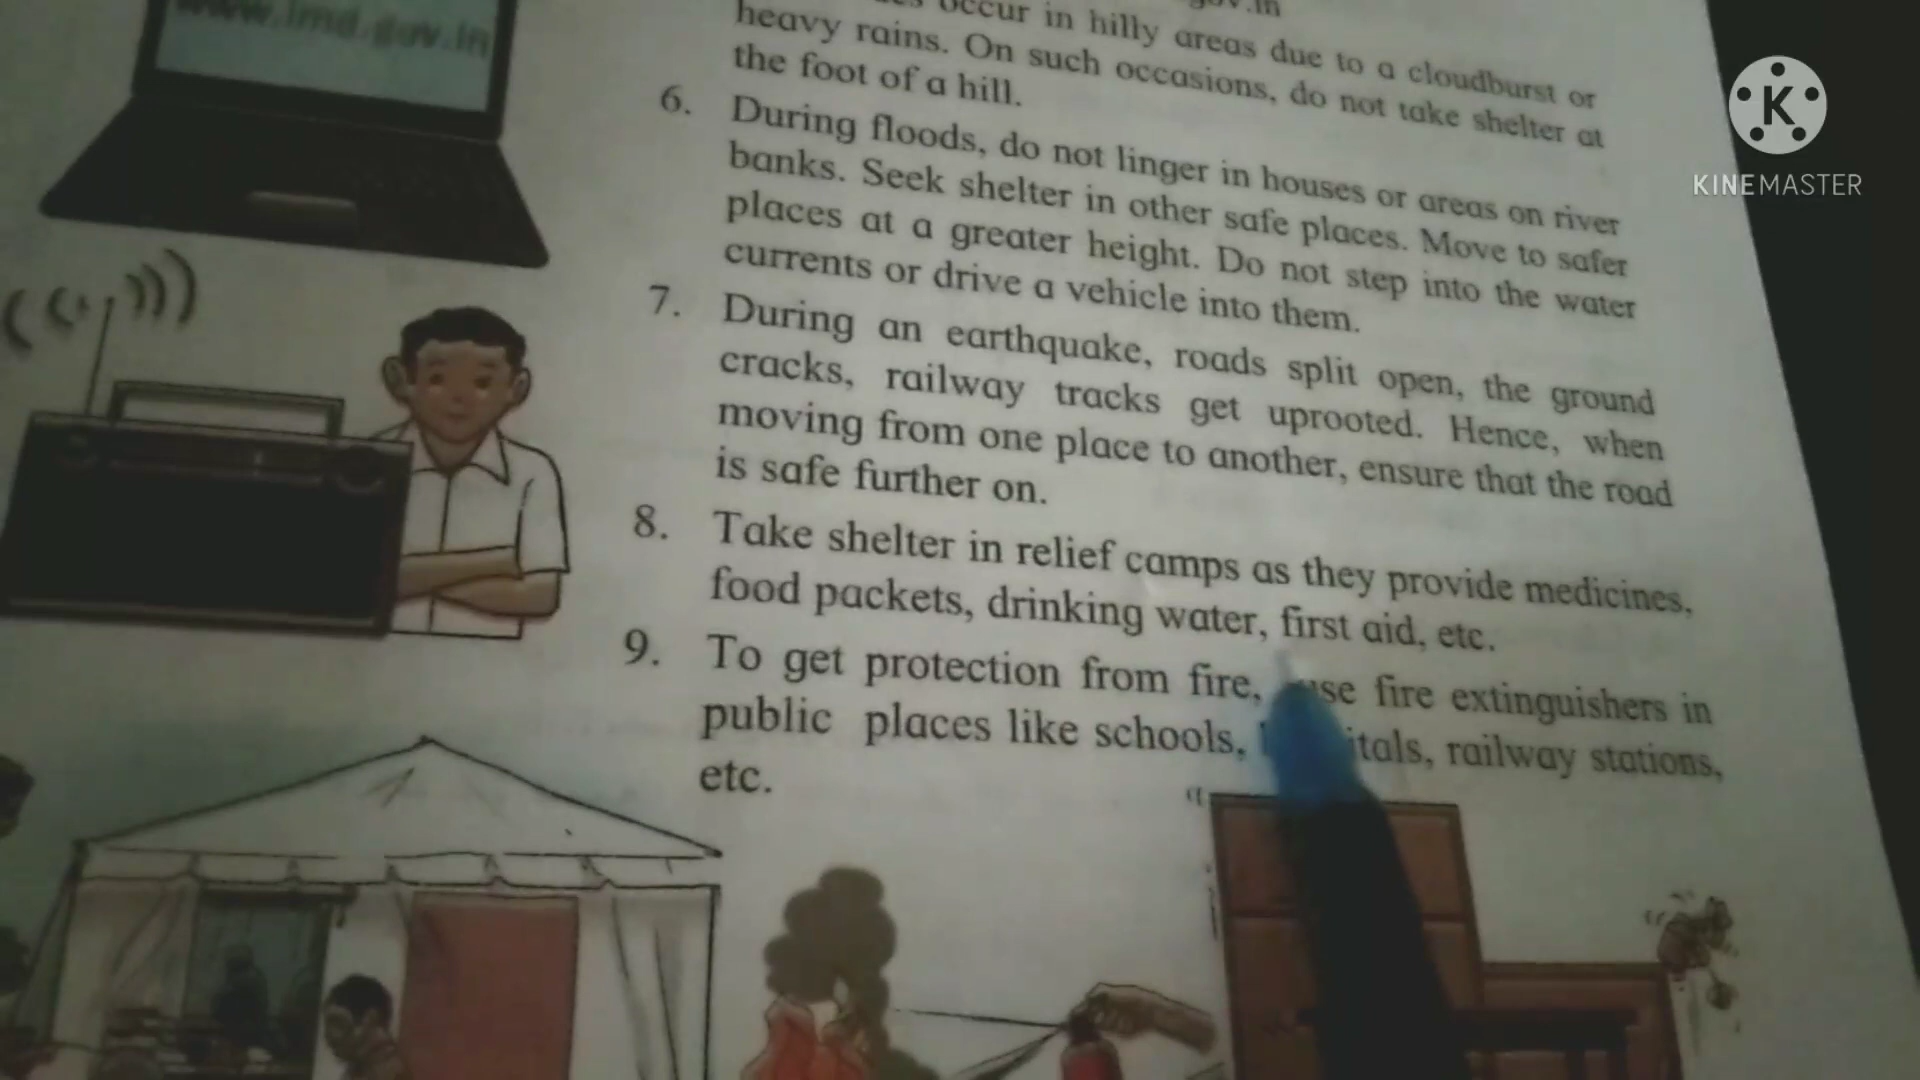 www.imd.gov.in
gov.in
occur in hilly areas due to a cloudburst or
heavy rains. On such occasions, do not take shelter at
the foot of a hill.
6. During floods, do not linger in houses or areas on river
banks. Seek shelter in other safe places. Move to safer
places at a greater height. Do not step into the water
currents or drive a vehicle into them.
7. During an earthquake, roads split open, the ground
cracks, railway tracks get uprooted. Hence, when
moving from one place to another, ensure that the road
is safe further on.
8. Take shelter in relief camps as they provide medicines,
food packets, drinking water, first aid, etc.
9. To get protection from fire, use fire extinguishers in
public places like schools, railway stations,
etc.
K
KINEMASTER